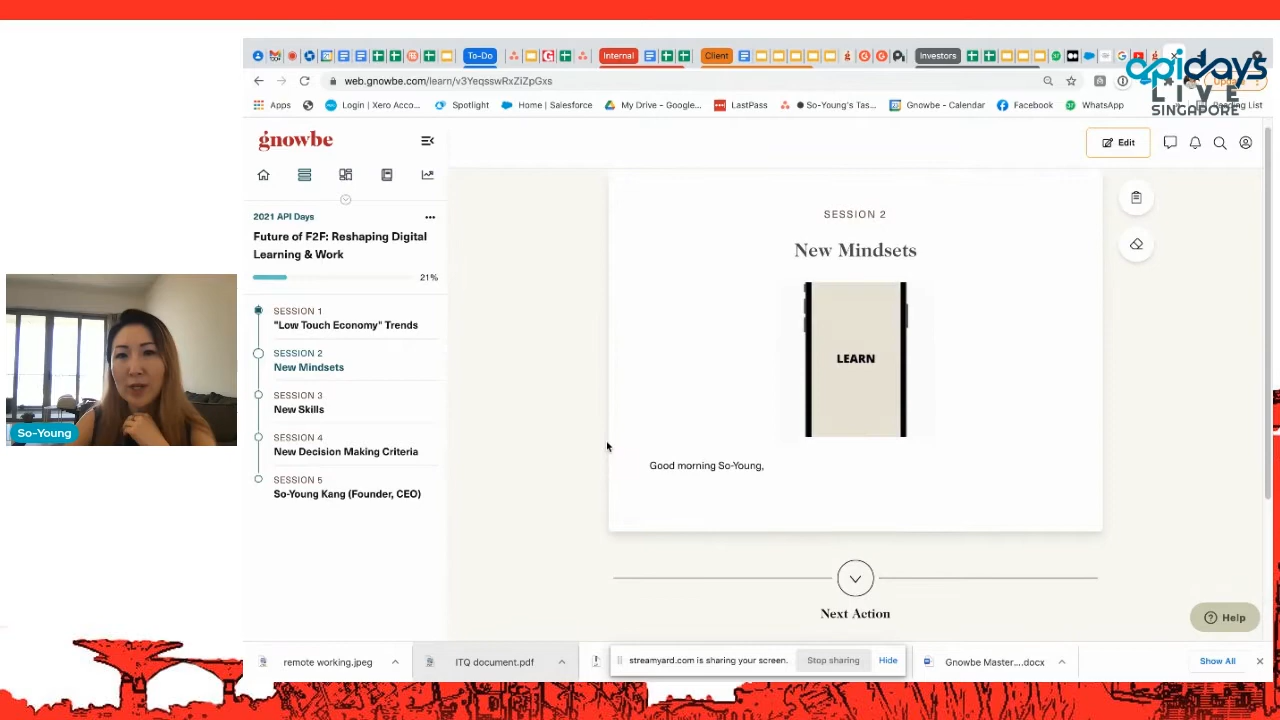 To-Do
Internal
Client
Investors
web.gnowbe.com/learn/v3YeqsswRxZiZpGxs
apidays
LIVE
SINGAPORE
Apps
Login | Xero Acco...
Spotlight
Home | Salesforce
My Drive - Google...
LastPass
So-Young's Tas...
Gnowbe - Calendar
Facebook
WhatsApp
Reading List
gnowbe
Edit
2021 API Days
Future of F2F: Reshaping Digital
Learning & Work
21%
SESSION 1
"Low Touch Economy" Trends
SESSION 2
New Mindsets
SESSION 3
New Skills
SESSION 4
New Decision Making Criteria
SESSION 5
So-Young Kang (Founder, CEO)
SESSION 2
New Mindsets
LEARN
Good morning So-Young,
Next Action
Help
So-Young
remote working.jpeg
ITQ document.pdf
streamyard.com is sharing your screen.
Stop sharing
Hide
Gnowbe Master....docx
Show All